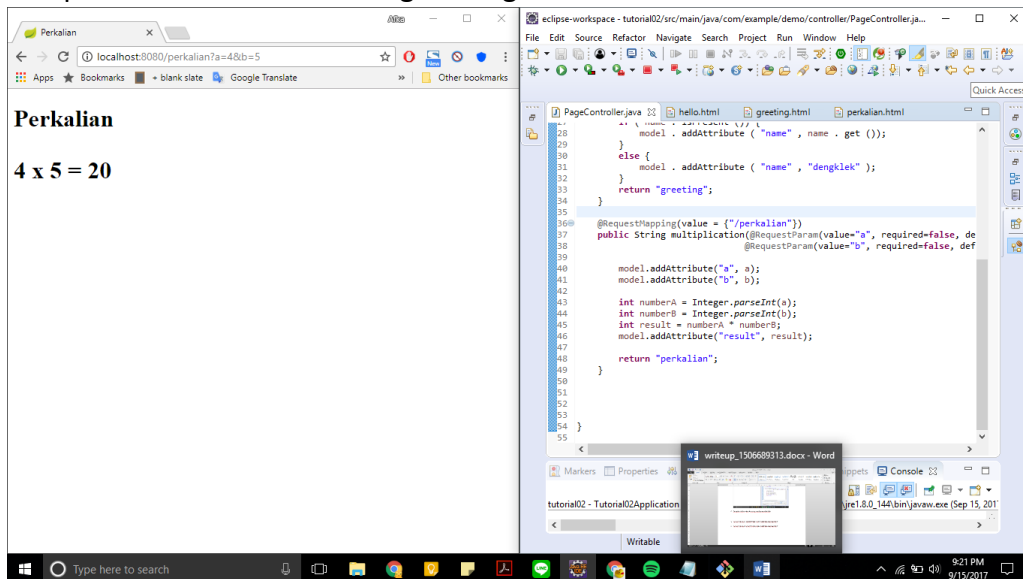 Afna
Perkalian
localhost:8080/perkalian?a=4&b=5
New
Apps Bookmarks + blank slate Google Translate » Other bookmarks
Perkalian
4 x 5 = 20
eclipse-workspace - tutorial02/src/main/java/com/example/demo/controller/PageController.ja...
File Edit Source Refactor Navigate Search Project Run Window Help
Quick Access
PageController.java hello.html greeting.html perkalian.html
28 model . addAttribute ( "name" , name . get ());
29 }
30 else {
31 model . addAttribute ( "name" , "dengklek" );
32 }
33 return "greeting";
34 }
35
36 @RequestMapping(value = {"/perkalian"})
37 public String multiplication(@RequestParam(value="a", required=false, de
38 @RequestParam(value="b", required=false, def
39
40 model.addAttribute("a", a);
41 model.addAttribute("b", b);
42
43 int numberA = Integer.parseInt(a);
44 int numberB = Integer.parseInt(b);
45 int result = numberA * numberB;
46 model.addAttribute("result", result);
47
48 return "perkalian";
49 }
50
51
52
53
54 }
55
writeup_1506689313.docx - Word
Markers Properties Console
tutorial02 - Tutorial02Application \jre1.8.0_144\bin\javaw.exe (Sep 15, 201
Writable
Type here to search
9:21 PM
9/15/2017